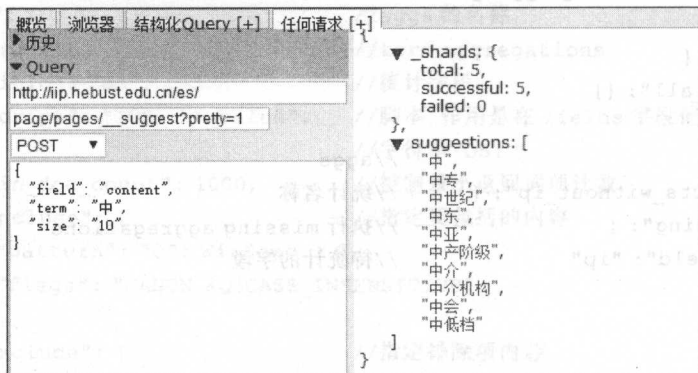 概览 浏览器 结构化Query [+] 任何请求 [+]
▶历史
▼Query
http://iip.hebust.edu.cn/es/
page/pages/__suggest?pretty=1
POST ▼
{
"field": "content",
"term": "中",
"size": "10"
}
{
▼ _shards: {
total: 5,
successful: 5,
failed: 0
},
▼ suggestions: [
"中",
"中专",
"中世纪",
"中东",
"中亚",
"中产阶级",
"中介",
"中介机构",
"中会",
"中低档"
]
}